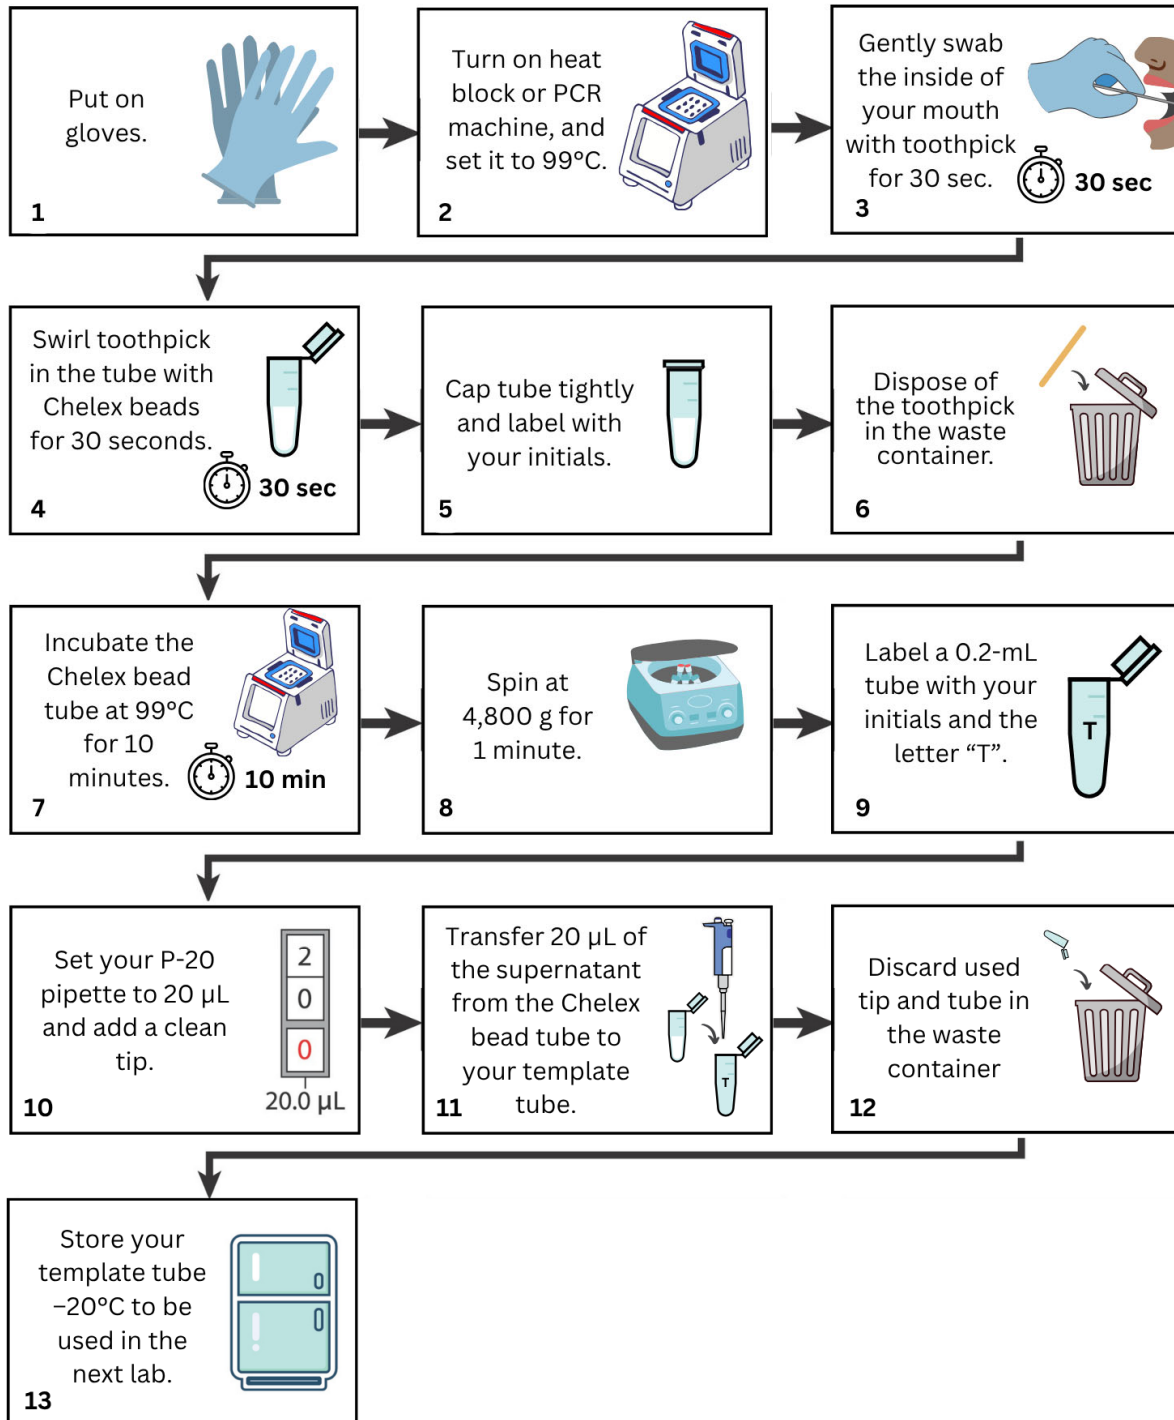 Put on
gloves.
1
Turn on heat
block or PCR
machine, and
set it to 99°C.
2
Gently swab
the inside of
your mouth
with toothpick
for 30 sec.
30 sec
3
Swirl toothpick
in the tube with
Chelex beads
for 30 seconds.
30 sec
4
Cap tube tightly
and label with
your initials.
5
Dispose of
the toothpick
in the waste
container.
6
Incubate the
Chelex bead
tube at 99°C
for 10
minutes.
10 min
7
Spin at
4,800 g for
1 minute.
8
Label a 0.2-mL
tube with your
initials and the
letter “T”.
T
9
Set your P-20
pipette to 20 µL
and add a clean
tip.
2
0
0
20.0 µL
10
Transfer 20 µL of
the supernatant
from the Chelex
bead tube to
your template
tube.
T
11
Discard used
tip and tube in
the waste
container
12
Store your
template tube
−20°C to be
used in the
next lab.
13